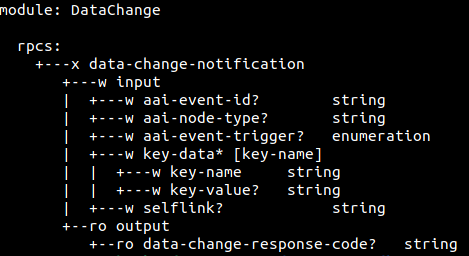 module: DataChange
  rpcs:
    +---x data-change-notification
       +---w input
       |  +---w aai-event-id?        string
       |  +---w aai-node-type?       string
       |  +---w aai-event-trigger?   enumeration
       |  +---w key-data* [key-name]
       |  |  +---w key-name     string
       |  |  +---w key-value?   string
       |  +---w selflink?            string
       +--ro output
          +--ro data-change-response-code?   string